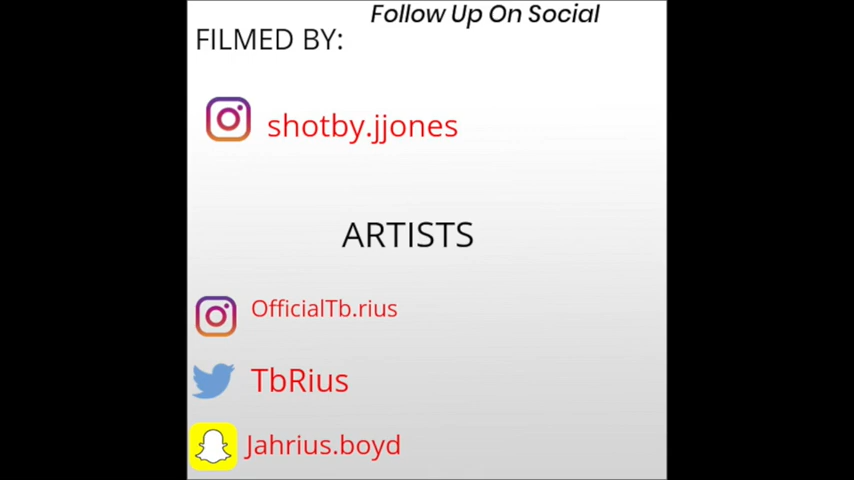 Follow Up On Social
FILMED BY:
shotby.jjones
ARTISTS
OfficialTb.rius
TbRius
Jahrius.boyd